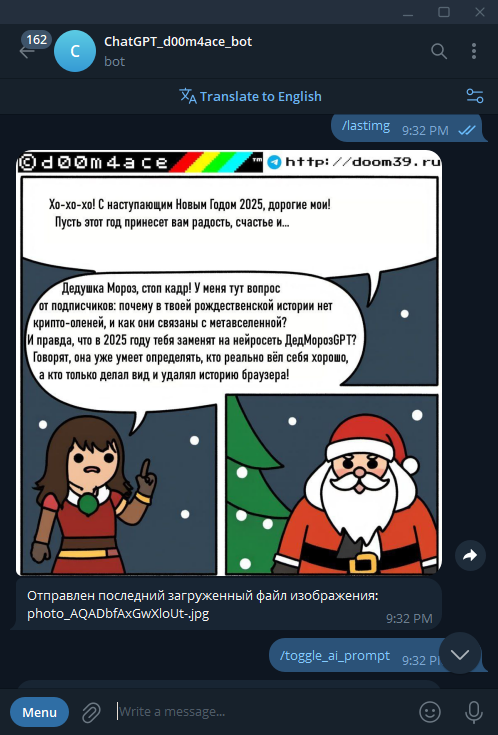 162
C
ChatGPT_d00m4ace_bot
bot
Translate to English
/lastimg 9:32 PM
©d00m4ace ™ http://doom39.ru
Хо-хо-хо! С наступающим Новым Годом 2025, дорогие мои!
Пусть этот год принесет вам радость, счастье и...
Дедушка Мороз, стоп кадр! У меня тут вопрос
от подписчиков: почему в твоей рождественской истории нет
крипто-оленей, и как они связаны с метавселенной?
И правда, что в 2025 году тебя заменят на нейросеть ДедМорозGPT?
Говорят, она уже умеет определять, кто реально вёл себя хорошо,
а кто только делал вид и удалял историю браузера!
Отправлен последний загруженный файл изображения:
photo_AQADbfAxGwXloUt-.jpg
9:32 PM
/toggle_ai_prompt 9:32
Menu
Write a message...